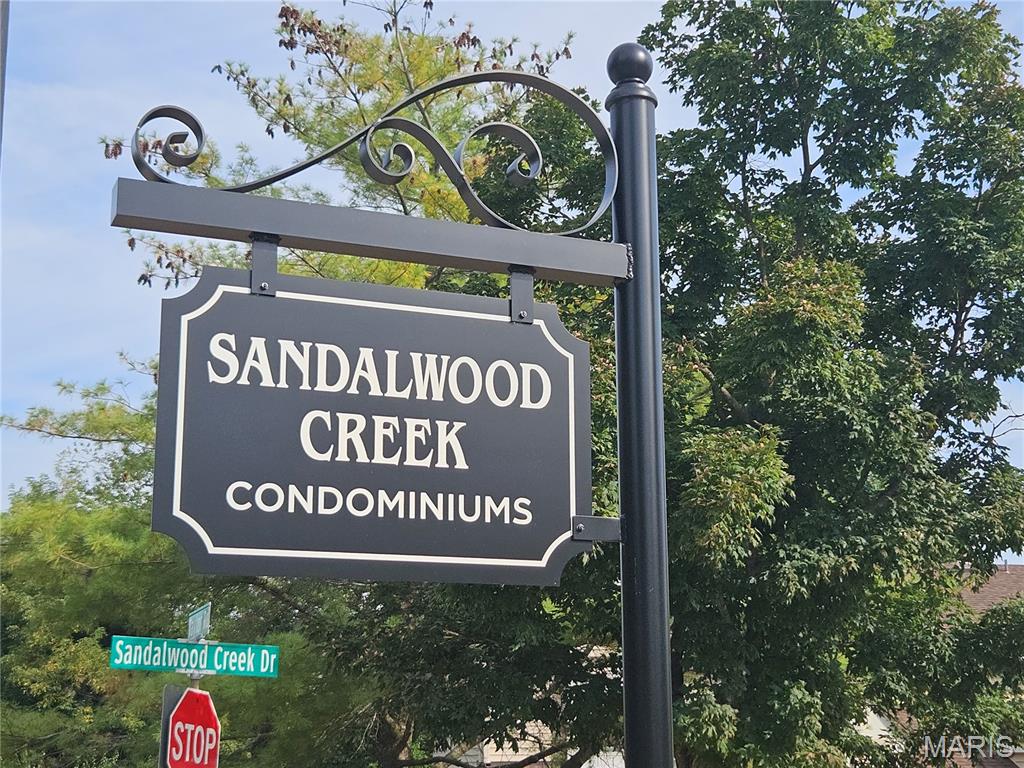 SANDALWOOD
CREEK
CONDOMINIUMS
Sandalwood Creek Dr
STOP
MARIS